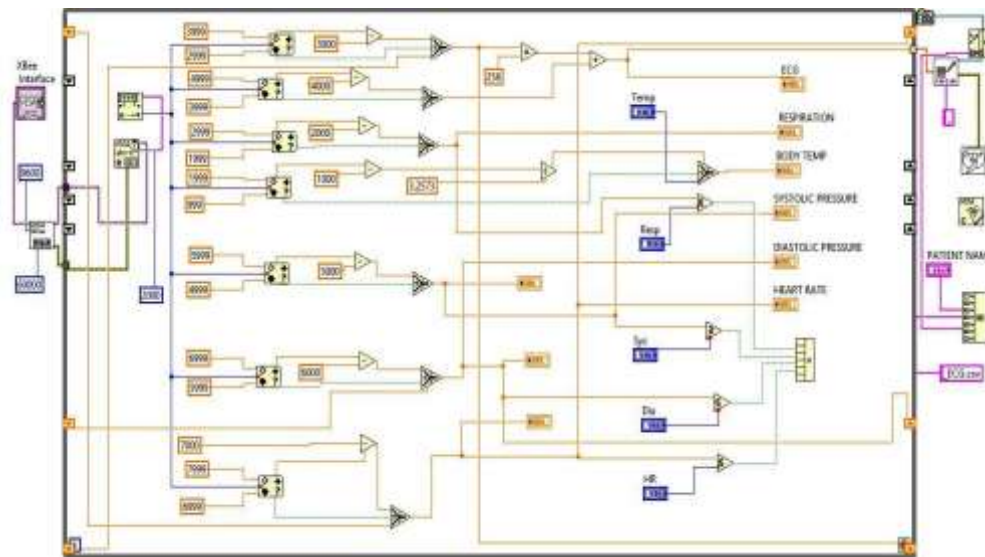 XBee
Interface
9600
60000
2000
3999
3000
2999
4999
4000
3999
2999
2000
1999
1999
1000
999
256
3.2573
Temp
Resp
ECG
RESPIRATION
BODY TEMP
SYSTOLIC PRESSURE
DIASTOLIC PRESSURE
HEART RATE
5999
5000
4999
Sys
6999
6000
5999
Dia
7000
7999
6999
HR
PATIENT NAM
ECG.csv